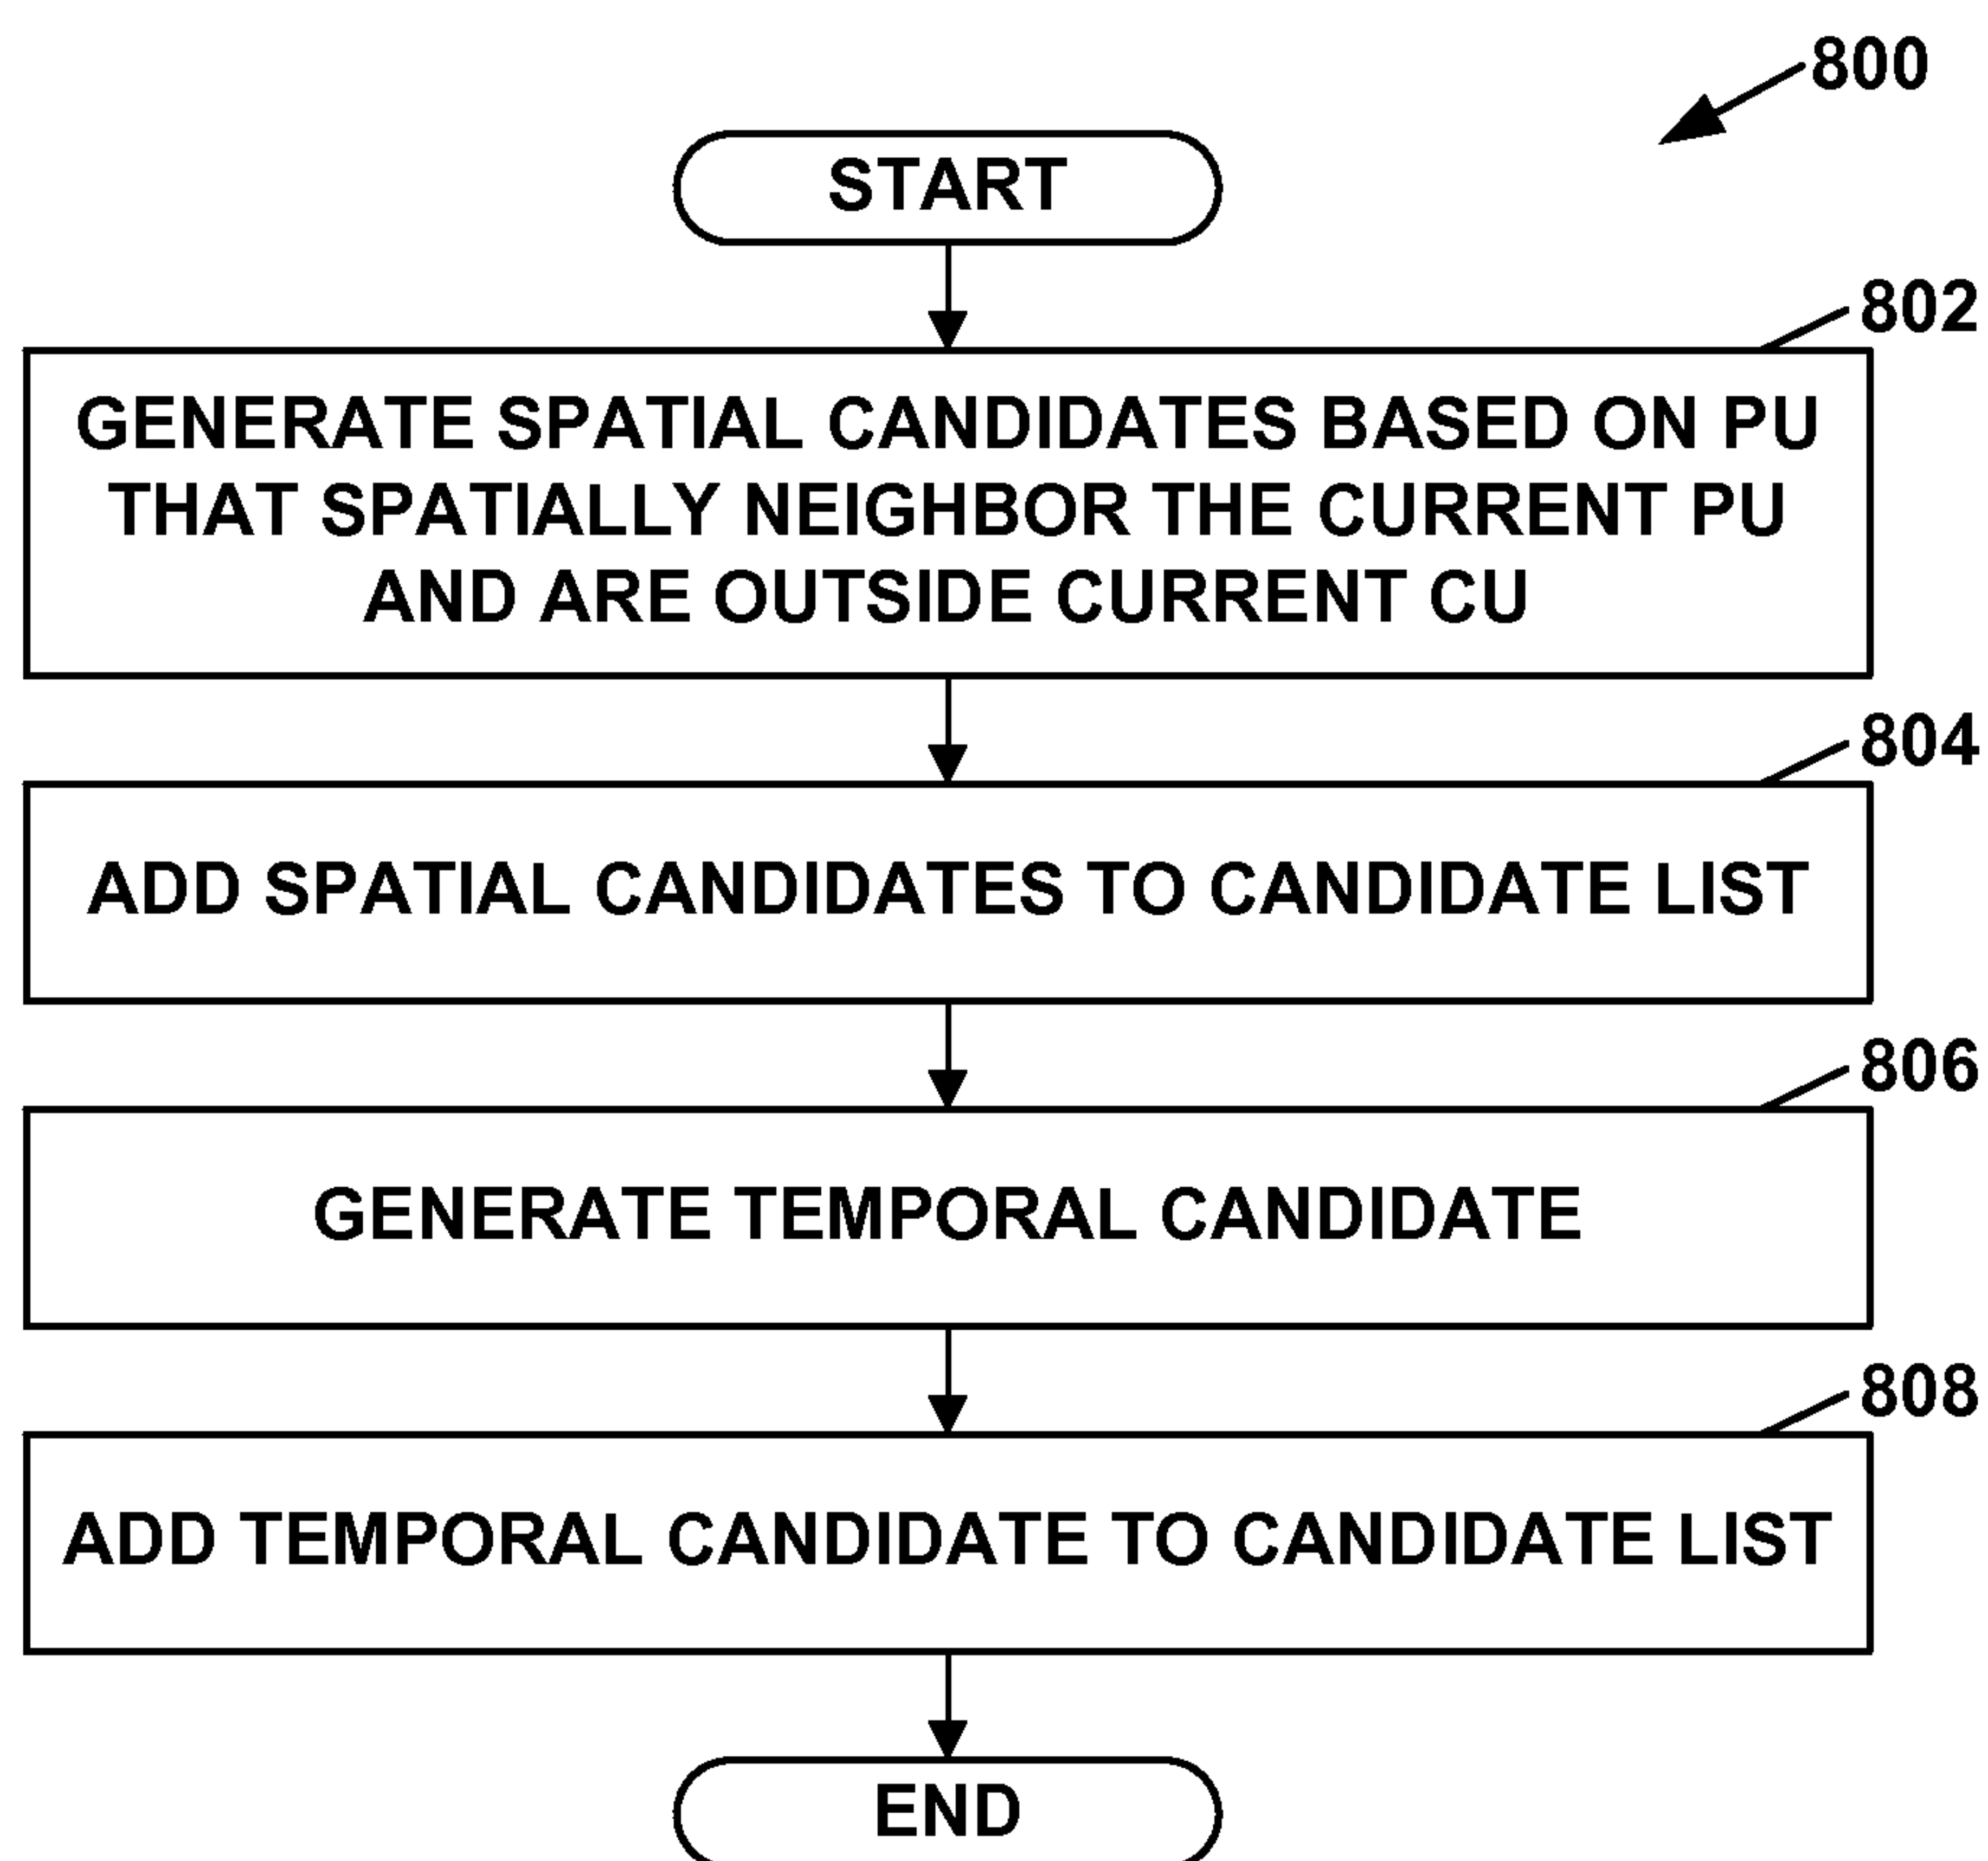 800
START
802
GENERATE SPATIAL CANDIDATES BASED ON PU
THAT SPATIALLY NEIGHBOR THE CURRENT PU
AND ARE OUTSIDE CURRENT CU
804
ADD SPATIAL CANDIDATES TO CANDIDATE LIST
806
GENERATE TEMPORAL CANDIDATE
808
ADD TEMPORAL CANDIDATE TO CANDIDATE LIST
END